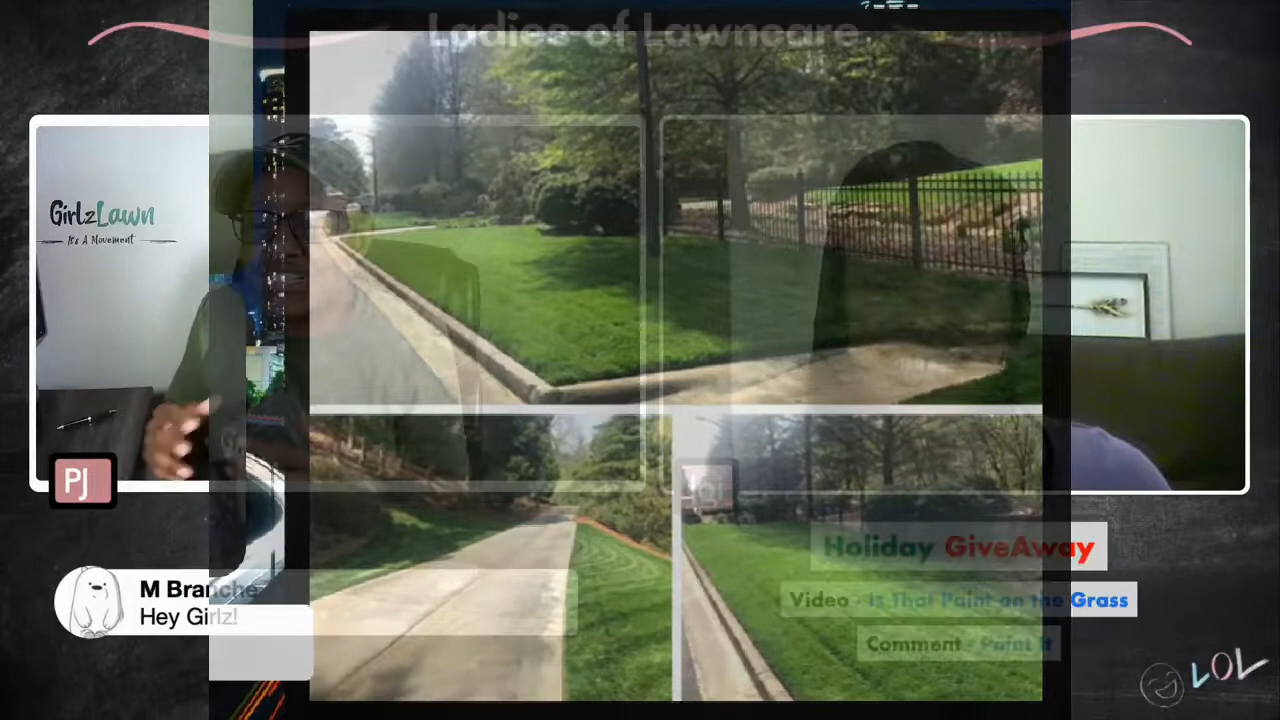 Ladies of Lawncare
GirlzLawn
It's A Movement
PJ
M Branche
Hey Girlz!
Holiday GiveAway
Video - Is That Paint on the Grass
Comment - Paint It
LOL